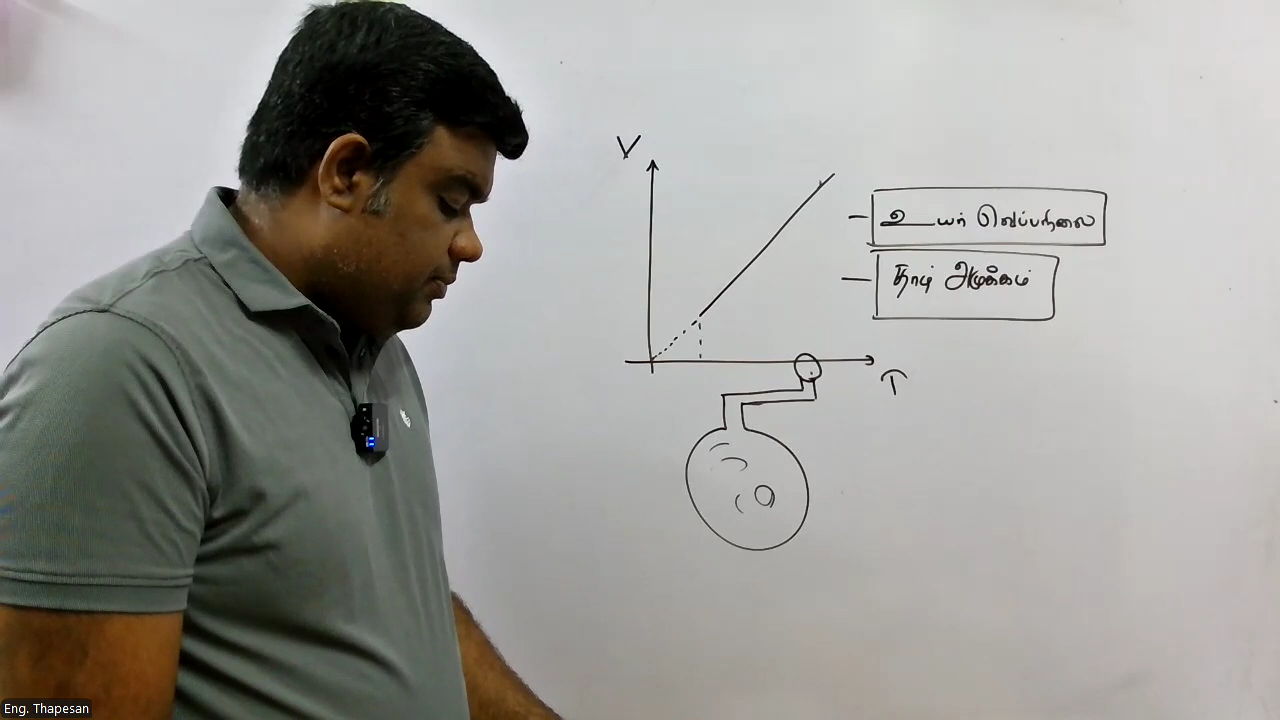 V
உயர் வெப்பநிலை
தாழ் அமுக்கம்
T
Eng. Thapesan